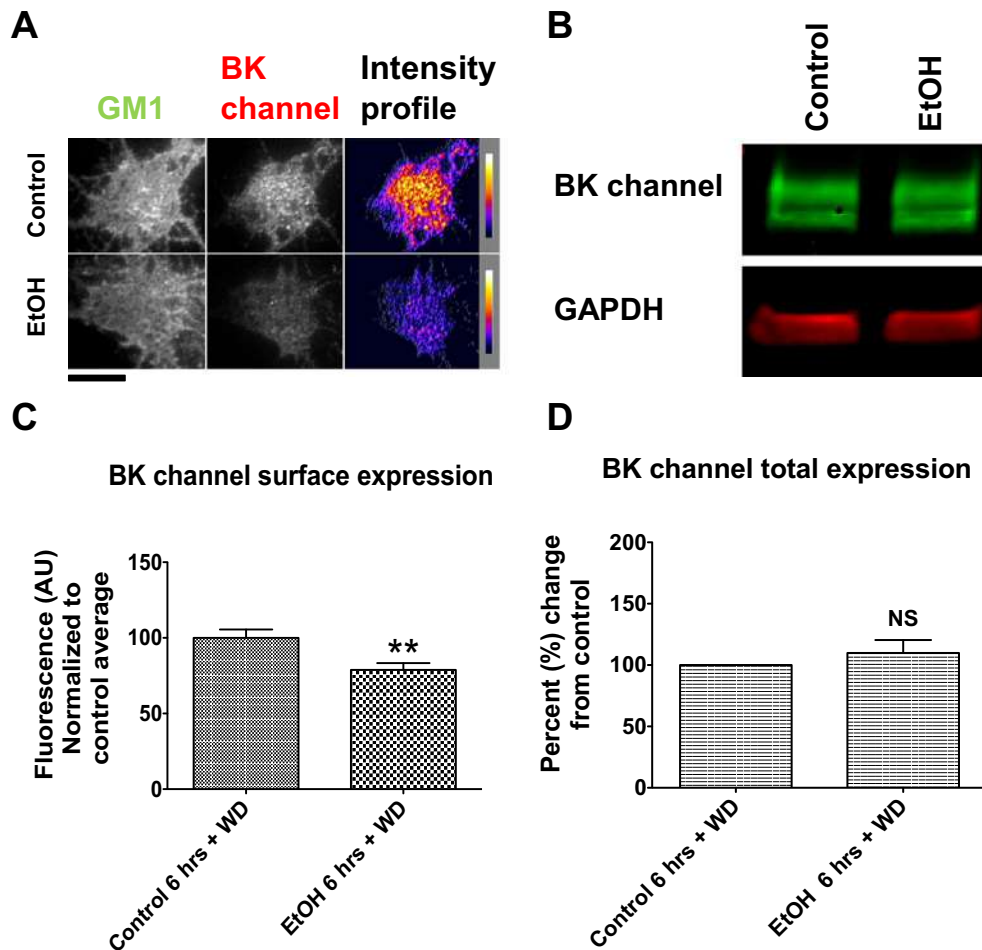 A
GM1
BK
channel
Intensity
profile
Control
EtOH
B
Control
EtOH
BK channel
GAPDH
C
BK channel surface expression
Fluorescence (AU)
Normalized to
control average
150
100
50
0
**
Control 6 hrs + WD
EtOH 6 hrs + WD
D
BK channel total expression
Percent (%) change
from control
200
150
100
50
0
NS
Control 6 hrs + WD
EtOH 6 hrs + WD